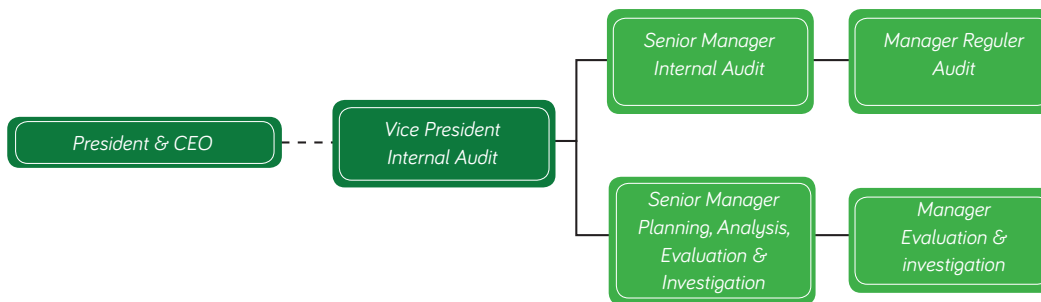 President & CEO
Vice President
Internal Audit
Senior Manager
Internal Audit
Manager Reguler
Audit
Senior Manager
Planning, Analysis,
Evaluation &
Investigation
Manager
Evaluation &
investigation